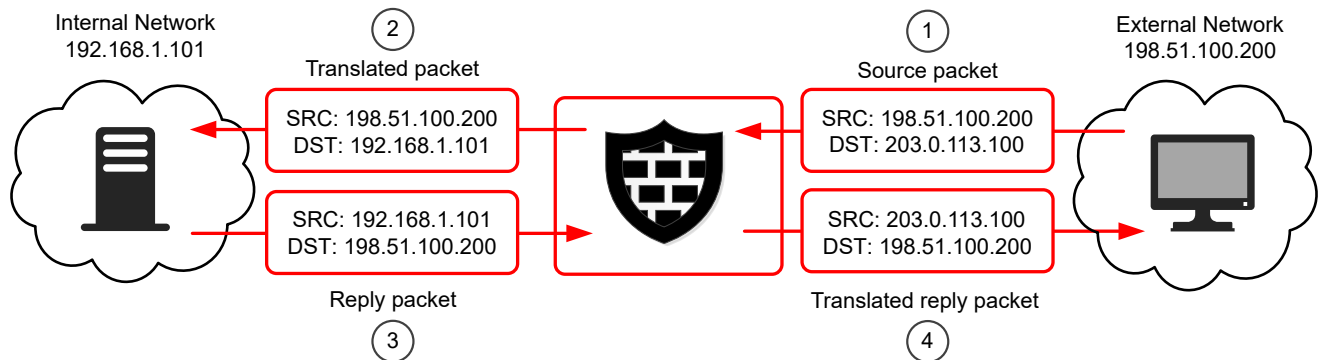 Internal Network
192.168.1.101
2
Translated packet
SRC: 198.51.100.200
DST: 192.168.1.101
1
Source packet
SRC: 198.51.100.200
DST: 203.0.113.100
External Network
198.51.100.200
SRC: 192.168.1.101
DST: 198.51.100.200
Reply packet
3
SRC: 203.0.113.100
DST: 198.51.100.200
Translated reply packet
4